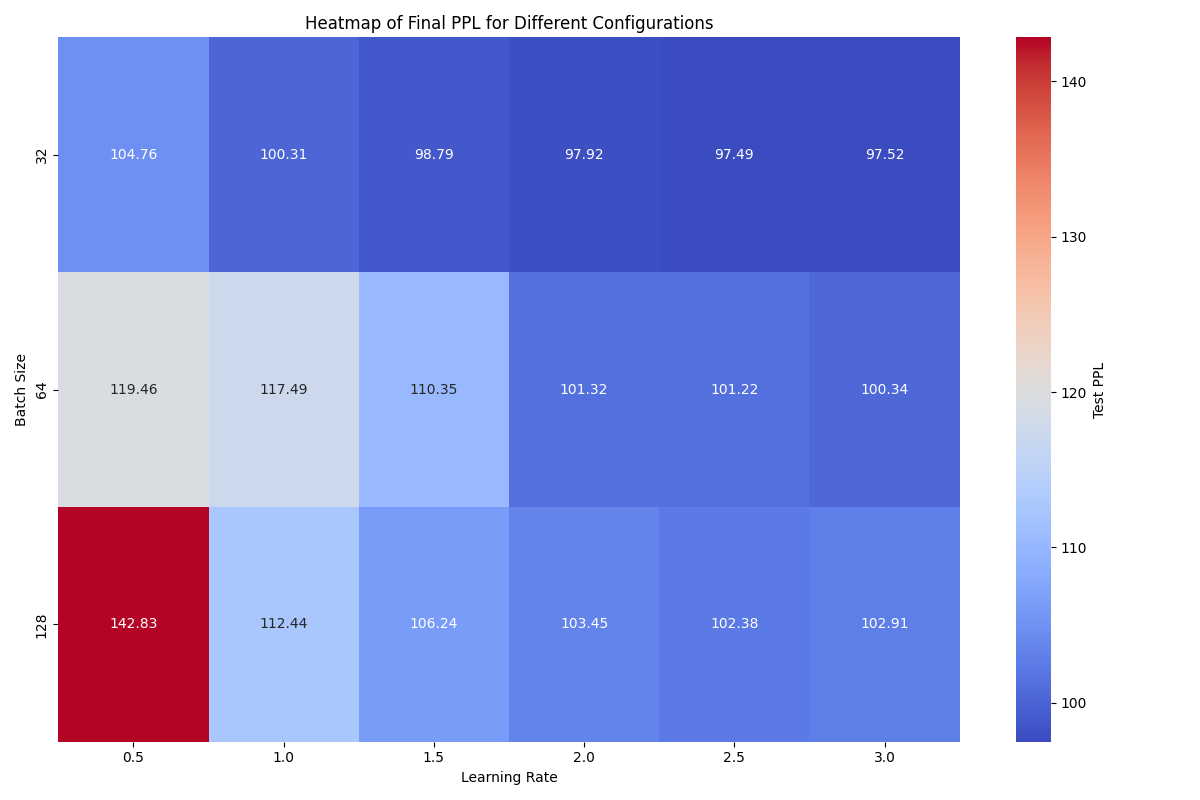 Heatmap of Final PPL for Different Configurations
140
32
104.76 100.31 98.79 97.92 97.49 97.52
130
Batch Size
64
119.46 117.49 110.35 101.32 101.22 100.34
120
Test PPL
110
128
142.83 112.44 106.24 103.45 102.38 102.91
100
0.5 1.0 1.5 2.0 2.5 3.0
Learning Rate